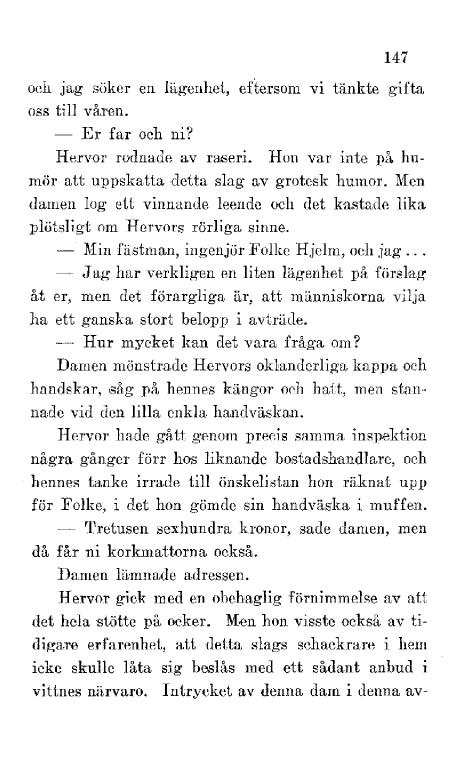 147
och jag söker en lägenhet, eftersom vi tänkte gifta
oss till våren.
— Er far och ni?
Hervor rodnade av raseri. Hon var inte på hu-
mör att uppskatta detta slag av grotesk humor. Men
damen log ett vinnande leende och det kastade lika
plötsligt om Hervors rörliga sinne.
— Min fästman, ingenjör Folke Hjelm, och jag . . .
— Jag har verkligen en liten lägenhet på förslag
åt er, men det förargliga är, att människorna vilja
ha ett ganska stort belopp i avträde.
— Hur mycket kan det vara fråga om?
Damen mönstrade Hervors oklanderliga kappa och
handskar, såg på hennes kängor och hatt, men stan-
nade vid den lilla enkla handväskan.
Hervor hade gått genom precis samma inspektion
några gånger förr hos liknande bostadshandlare, och
hennes tanke irrade till önskelistan hon räknat upp
för Folke, i det hon gömde sin handväska i muffen.
— Tretusen sexhundra kronor, sade damen, men
då får ni korkmattorna också.
Damen lämnade adressen.
Hervor gick med en obehaglig förnimmelse av att
det hela stötte på ocker. Men hon visste också av ti-
digare erfarenhet, att detta slags schackrare i hem
icke skulle låta sig beslås med ett sådant anbud i
vittnes närvaro. Intrycket av denna dam i denna av-